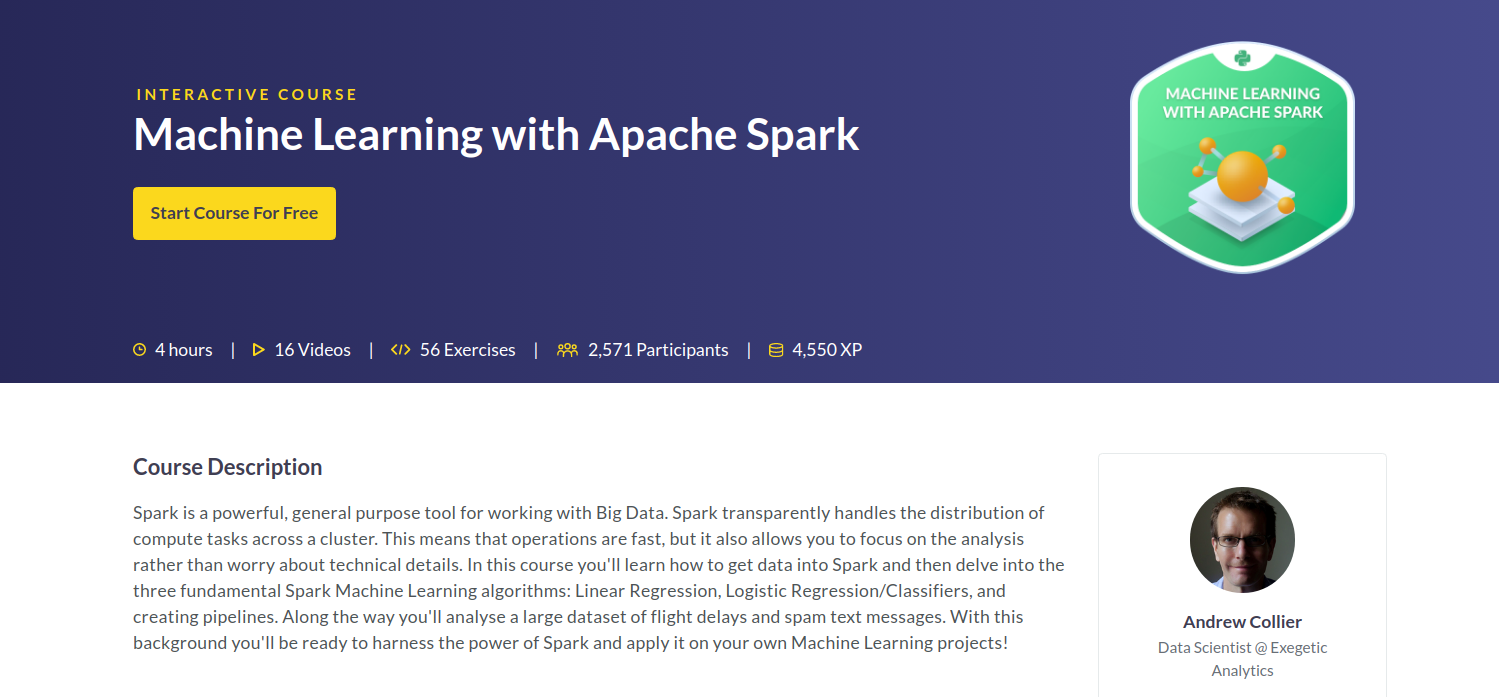 INTERACTIVE COURSE
Machine Learning with Apache Spark
Start Course For Free
MACHINE LEARNING
WITH APACHE SPARK
4 hours | 16 Videos | 56 Exercises | 2,571 Participants | 4,550 XP
Course Description
Spark is a powerful, general purpose tool for working with Big Data. Spark transparently handles the distribution of
compute tasks across a cluster. This means that operations are fast, but it also allows you to focus on the analysis
rather than worry about technical details. In this course you'll learn how to get data into Spark and then delve into the
three fundamental Spark Machine Learning algorithms: Linear Regression, Logistic Regression/Classifiers, and
creating pipelines. Along the way you'll analyse a large dataset of flight delays and spam text messages. With this
background you'll be ready to harness the power of Spark and apply it on your own Machine Learning projects!
Andrew Collier
Data Scientist @ Exegetic
Analytics